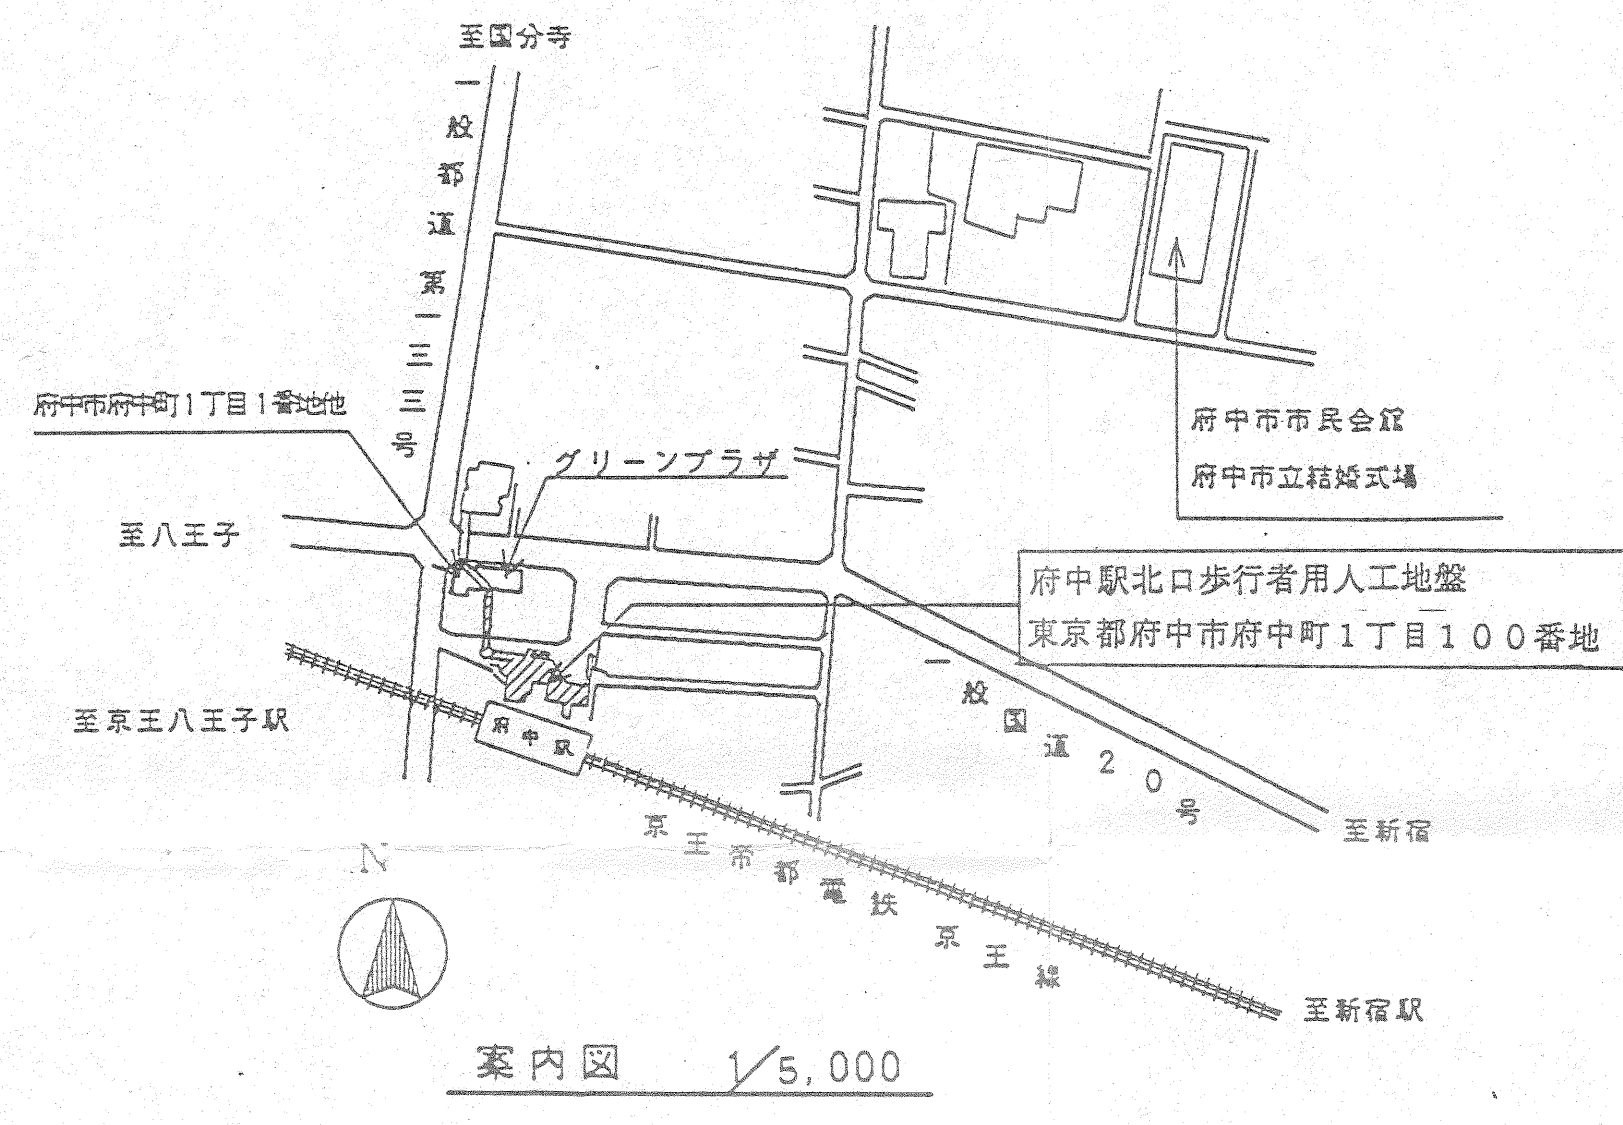 至国分寺
一般都道第一三三号
府中市府中町1丁目1番地他
グリーンプラザ
府中市市民会館
府中市立結婚式場
至八王子
府中駅北口歩行者用人工地盤
東京都府中市府中町1丁目100番地
一般国道20号
至京王八王子駅
府中駅
至新宿
京王帝都電鉄京王線
N
至新宿駅
案内図 1/5,000